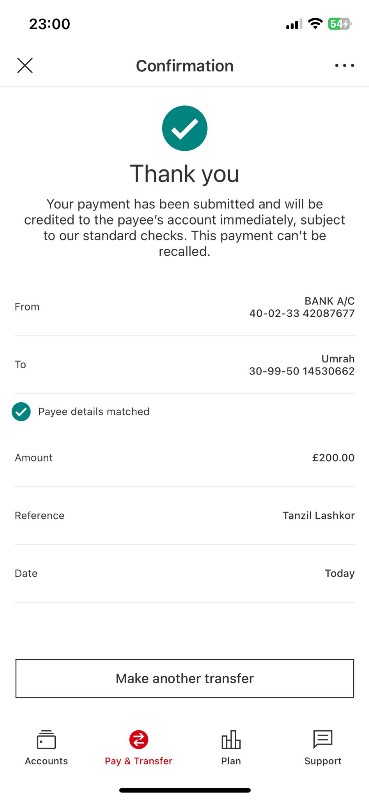 23:00
54
Confirmation
Thank you
Your payment has been submitted and will be
credited to the payee's account immediately, subject
to our standard checks. This payment can't be
recalled.
From
BANK A/C
40-02-33 42087677
To
Umrah
30-99-50 14530662
Payee details matched
Amount
£200.00
Reference
Tanzil Lashkor
Date
Today
Make another transfer
Accounts
Pay & Transfer
Plan
Support